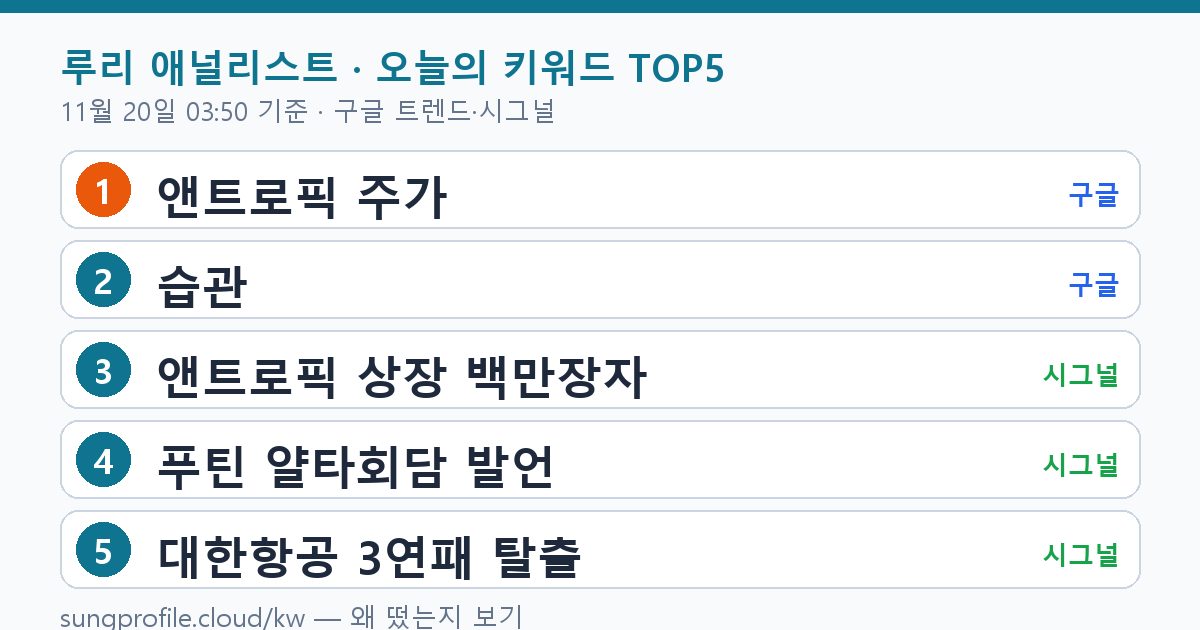 루리 애널리스트 · 오늘의 키워드 TOP5
11월 20일 03:50 기준 · 구글 트렌드·시그널
1 앤트로픽 주가 구글
2 습관 구글
3 앤트로픽 상장 백만장자 시그널
4 푸틴 얄타회담 발언 시그널
5 대한항공 3연패 탈출 시그널
sungprofile.cloud/kw — 왜 떴는지 보기